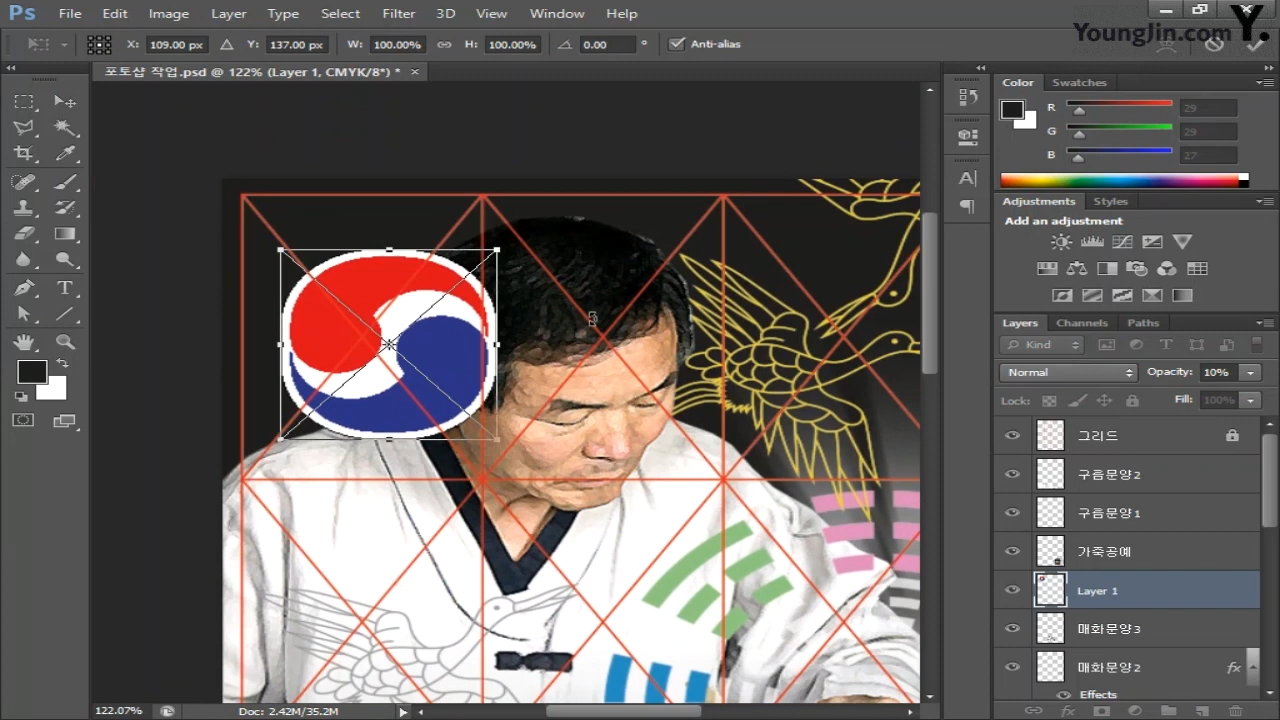 Ps File Edit Image Layer Type Select Filter 3D View Window Help
YoungJin.com Y.
X: 109.00 px Y: 137.00 px W: 100.00% H: 100.00% 0.00 ° Anti-alias
포토샵 작업.psd @ 122% (Layer 1, CMYK/8*) * ×
Color Swatches
R 29
G 29
B 27
Adjustments Styles
Add an adjustment
Layers Channels Paths
Kind
Normal Opacity: 10%
Lock: Fill: 100%
그리드
구름문양2
구름문양1
가죽공예
Layer 1
매화문양3
매화문양2 fx
Effects
122.07% Doc: 2.42M/35.2M